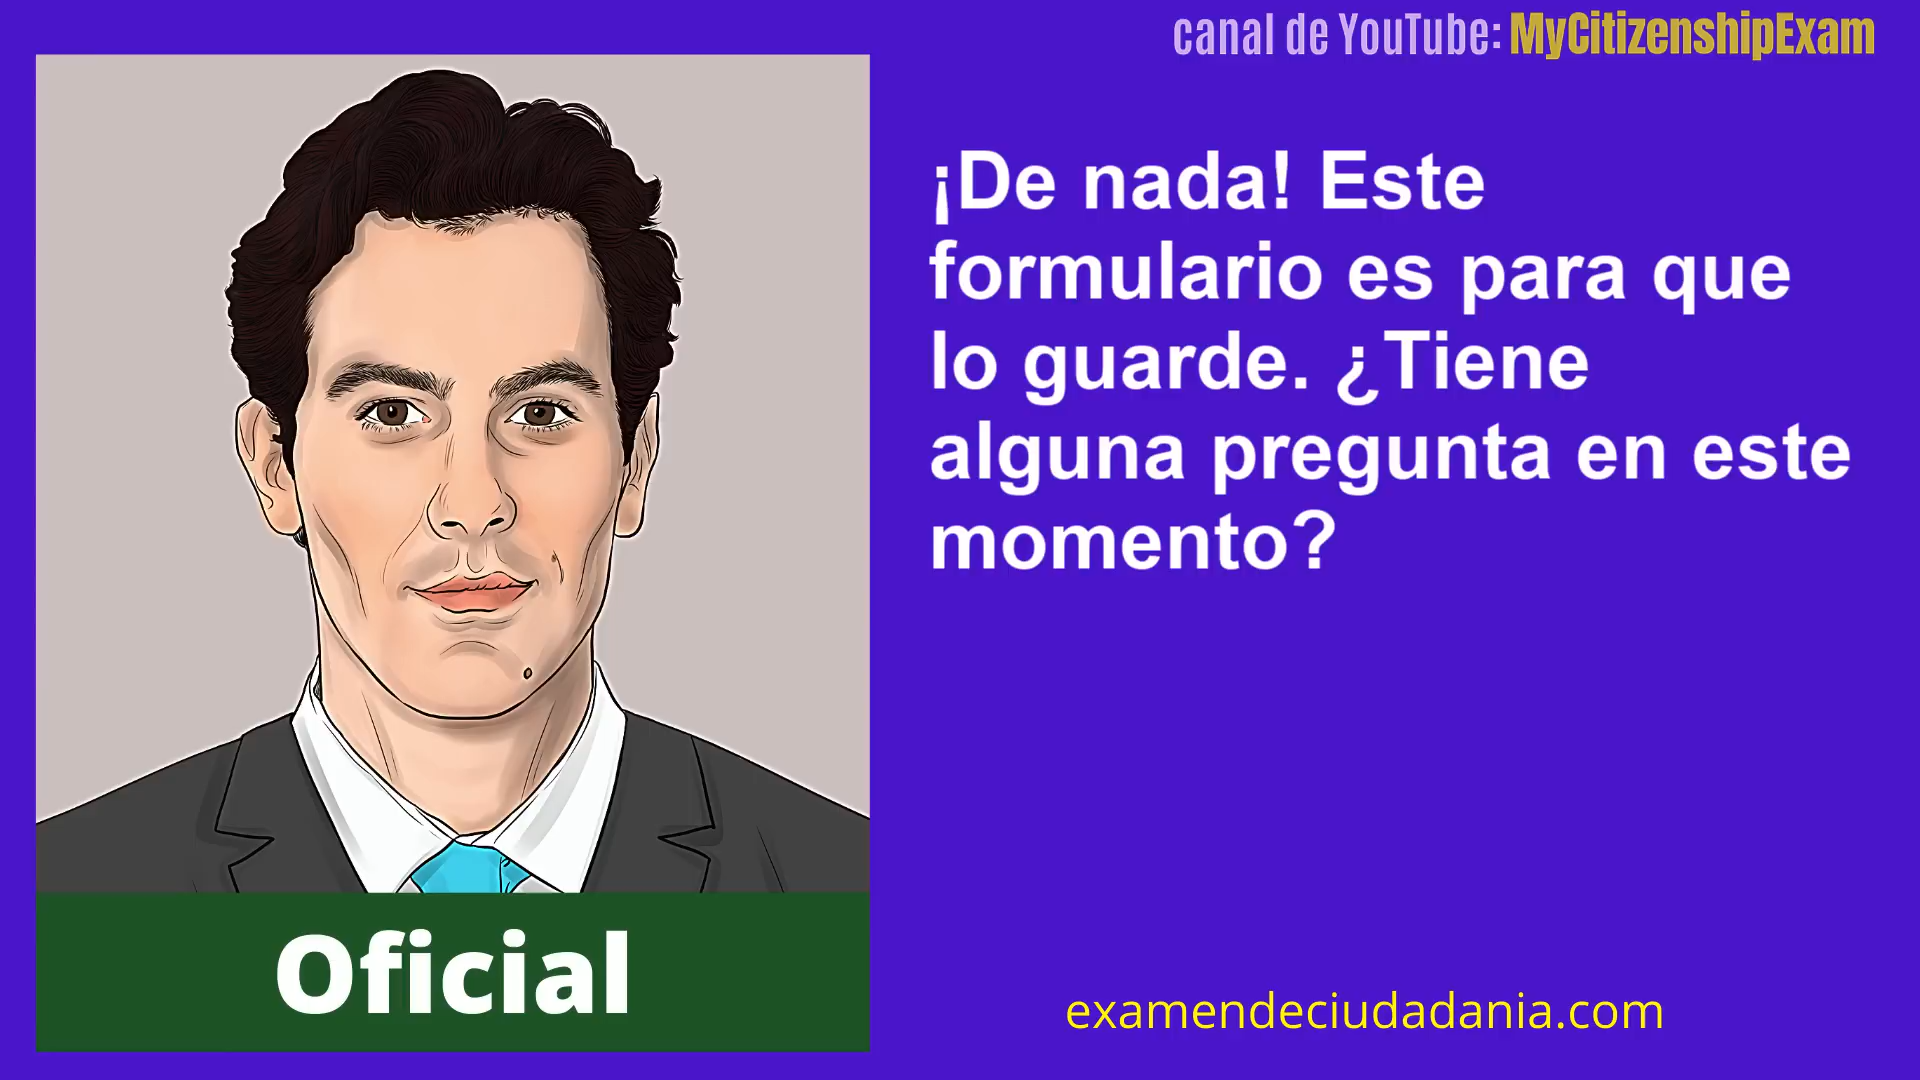 canal de YouTube: MyCitizenshipExam
¡De nada! Este
formulario es para que
lo guarde. ¿Tiene
alguna pregunta en este
momento?
Oficial
examendeciudadania.com